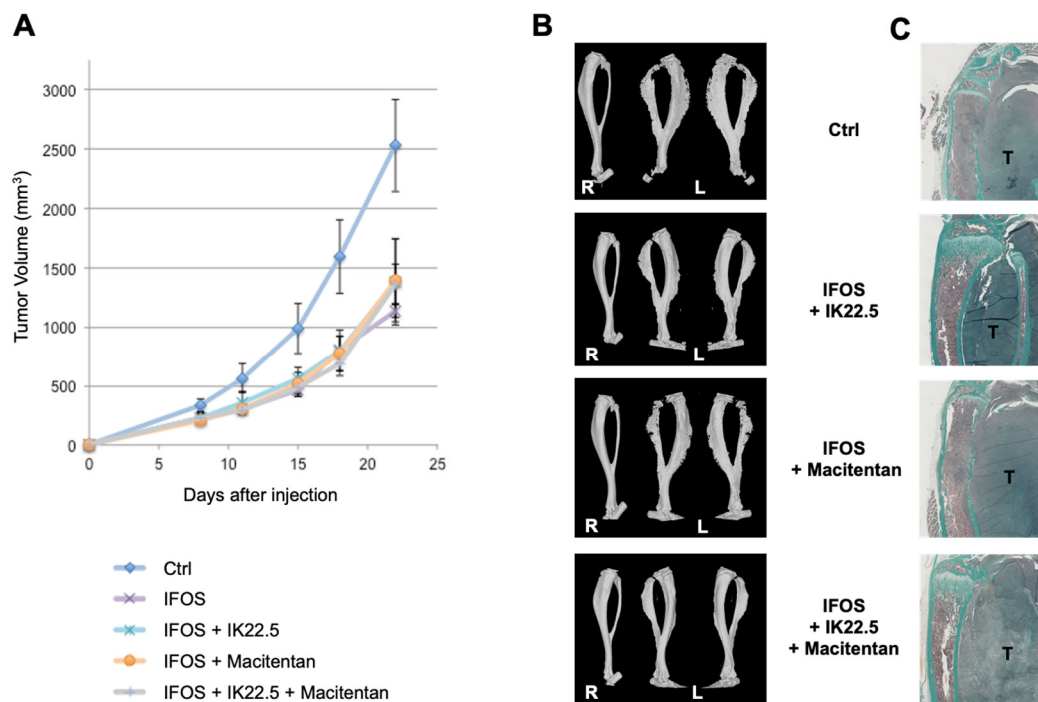 A
Tumor Volume (mm³)
3000
2500
2000
1500
1000
500
0
0
5
10
15
20
25
Days after injection
Ctrl
IFOS
IFOS + IK22.5
IFOS + Macitentan
IFOS + IK22.5 + Macitentan
B
R
L
R
L
R
L
R
L
Ctrl
IFOS
+ IK22.5
IFOS
+ Macitentan
IFOS
+ IK22.5
+ Macitentan
C
T
T
T
T